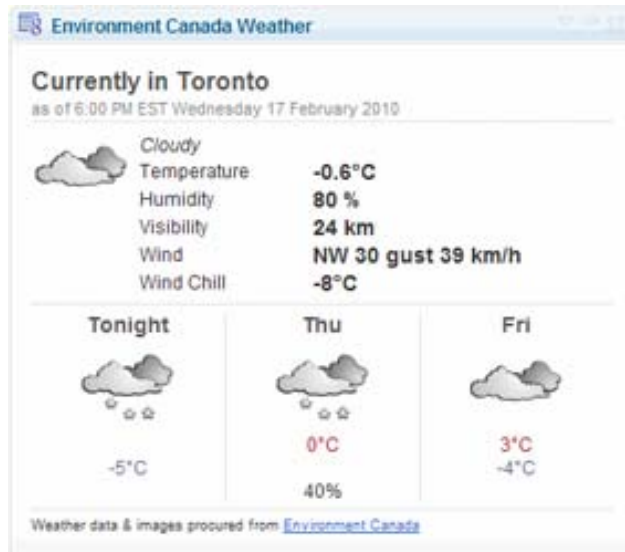 Environment Canada Weather
Currently in Toronto
as of 6:00 PM EST Wednesday 17 February 2010
Cloudy
Temperature -0.6°C
Humidity 80 %
Visibility 24 km
Wind NW 30 gust 39 km/h
Wind Chill -8°C
Tonight Thu Fri
0°C 3°C
-5°C -4°C
40%
Weather data & images procured from Environment Canada